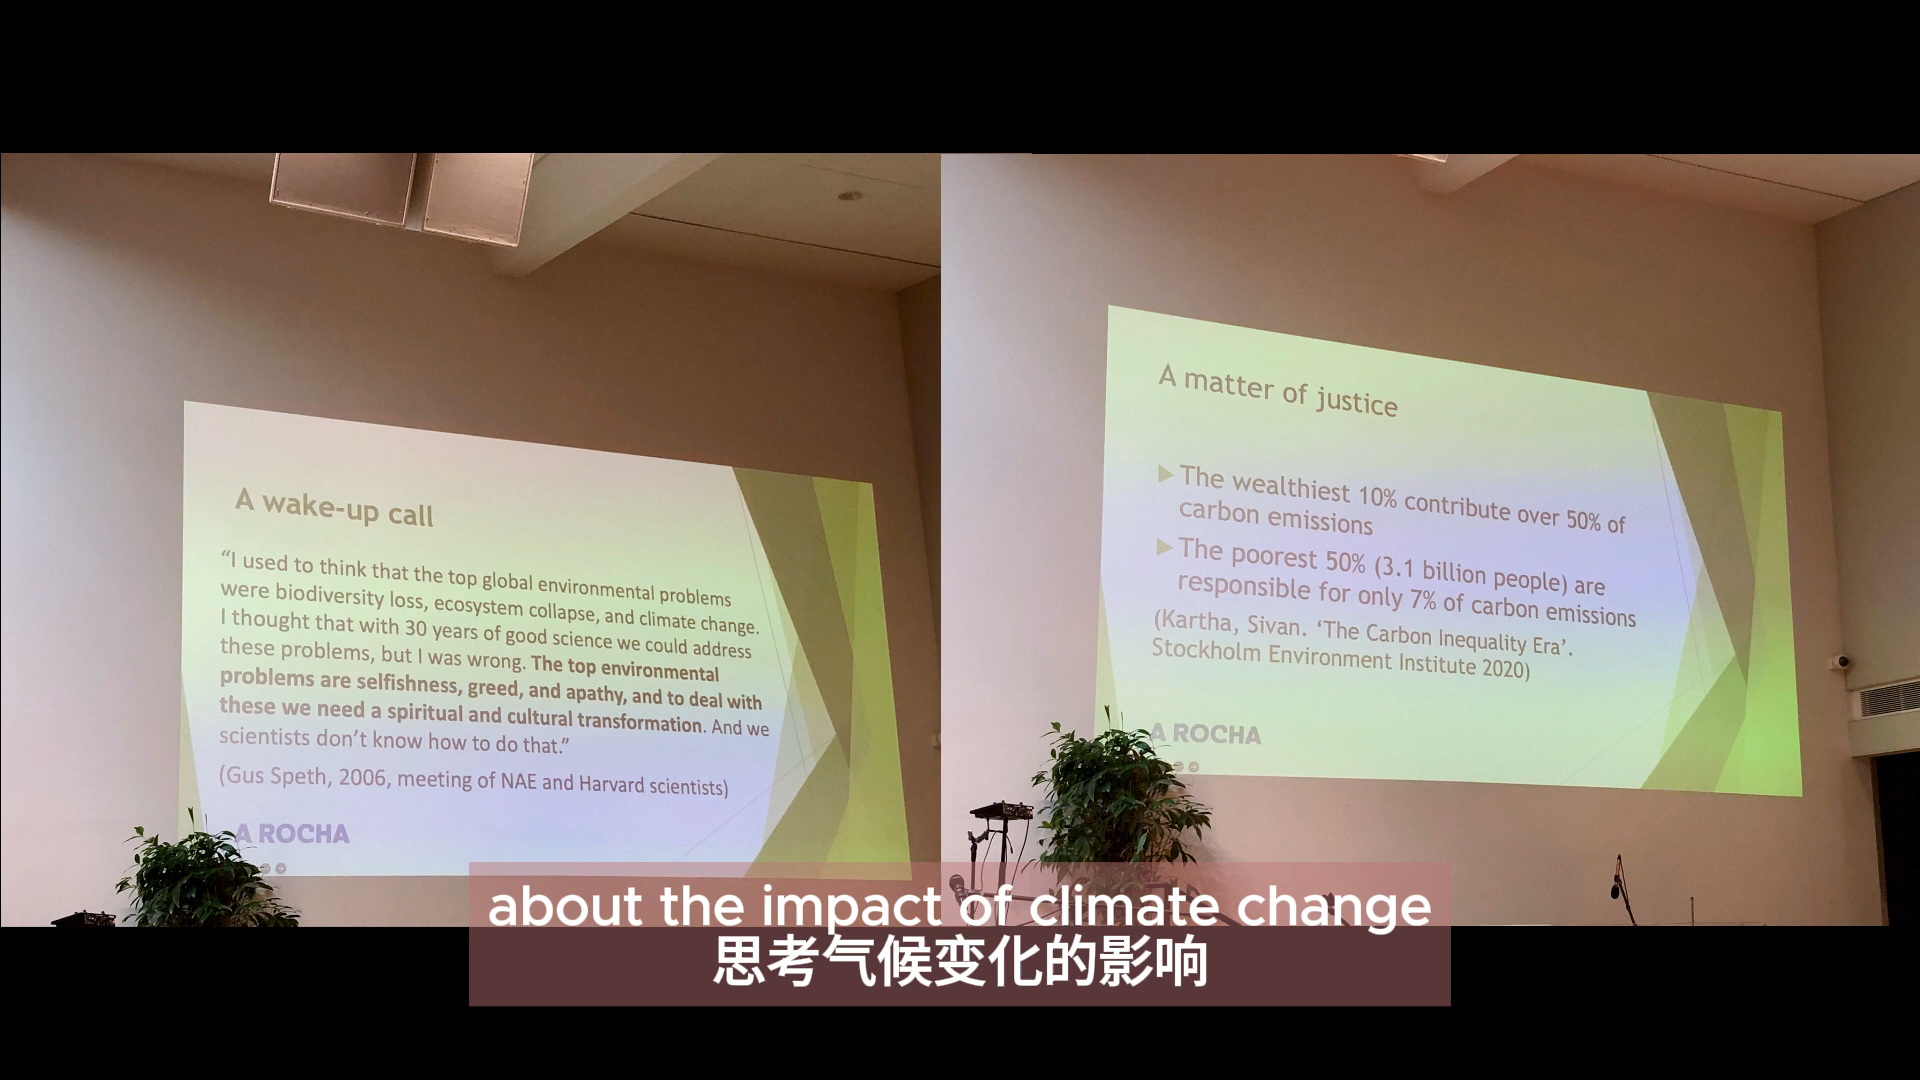 A wake-up call
“I used to think that the top global environmental problems
were biodiversity loss, ecosystem collapse, and climate change.
I thought that with 30 years of good science we could address
these problems, but I was wrong. The top environmental
problems are selfishness, greed, and apathy, and to deal with
these we need a spiritual and cultural transformation. And we
scientists don’t know how to do that.”
(Gus Speth, 2006, meeting of NAE and Harvard scientists)
A ROCHA
A matter of justice
The wealthiest 10% contribute over 50% of
carbon emissions
The poorest 50% (3.1 billion people) are
responsible for only 7% of carbon emissions
(Kartha, Sivan. ‘The Carbon Inequality Era’.
Stockholm Environment Institute 2020)
A ROCHA
about the impact of climate change
思考气候变化的影响